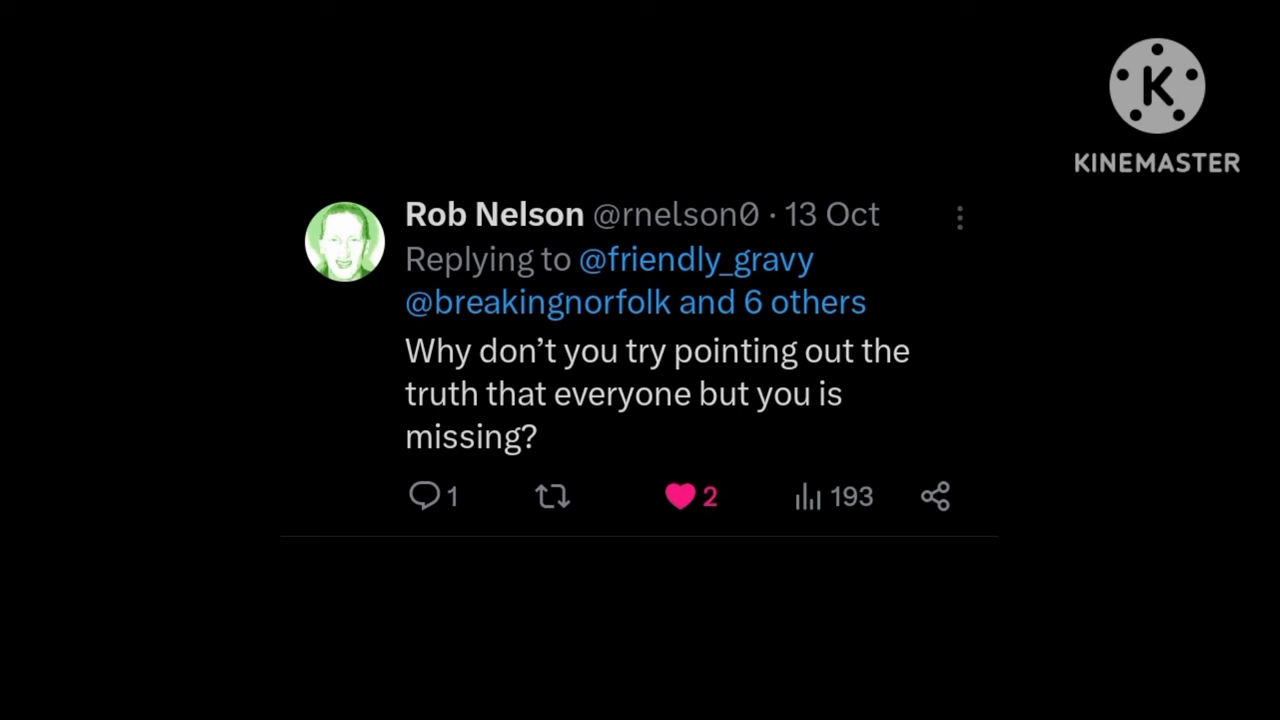 K
KINEMASTER
Rob Nelson @rnelson0 · 13 Oct
Replying to @friendly_gravy
@breakingnorfolk and 6 others
Why don’t you try pointing out the
truth that everyone but you is
missing?
1 2 193